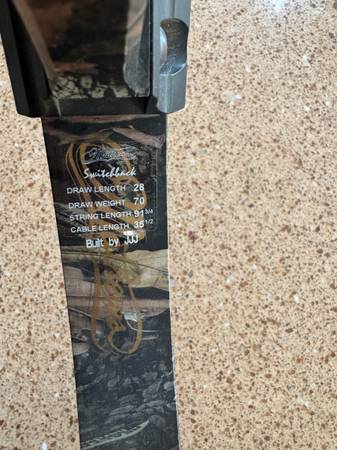 Mathews
Switchback
DRAW LENGTH 28
DRAW WEIGHT 70
STRING LENGTH 91 3/4
CABLE LENGTH 35 1/2
Built by JJJ